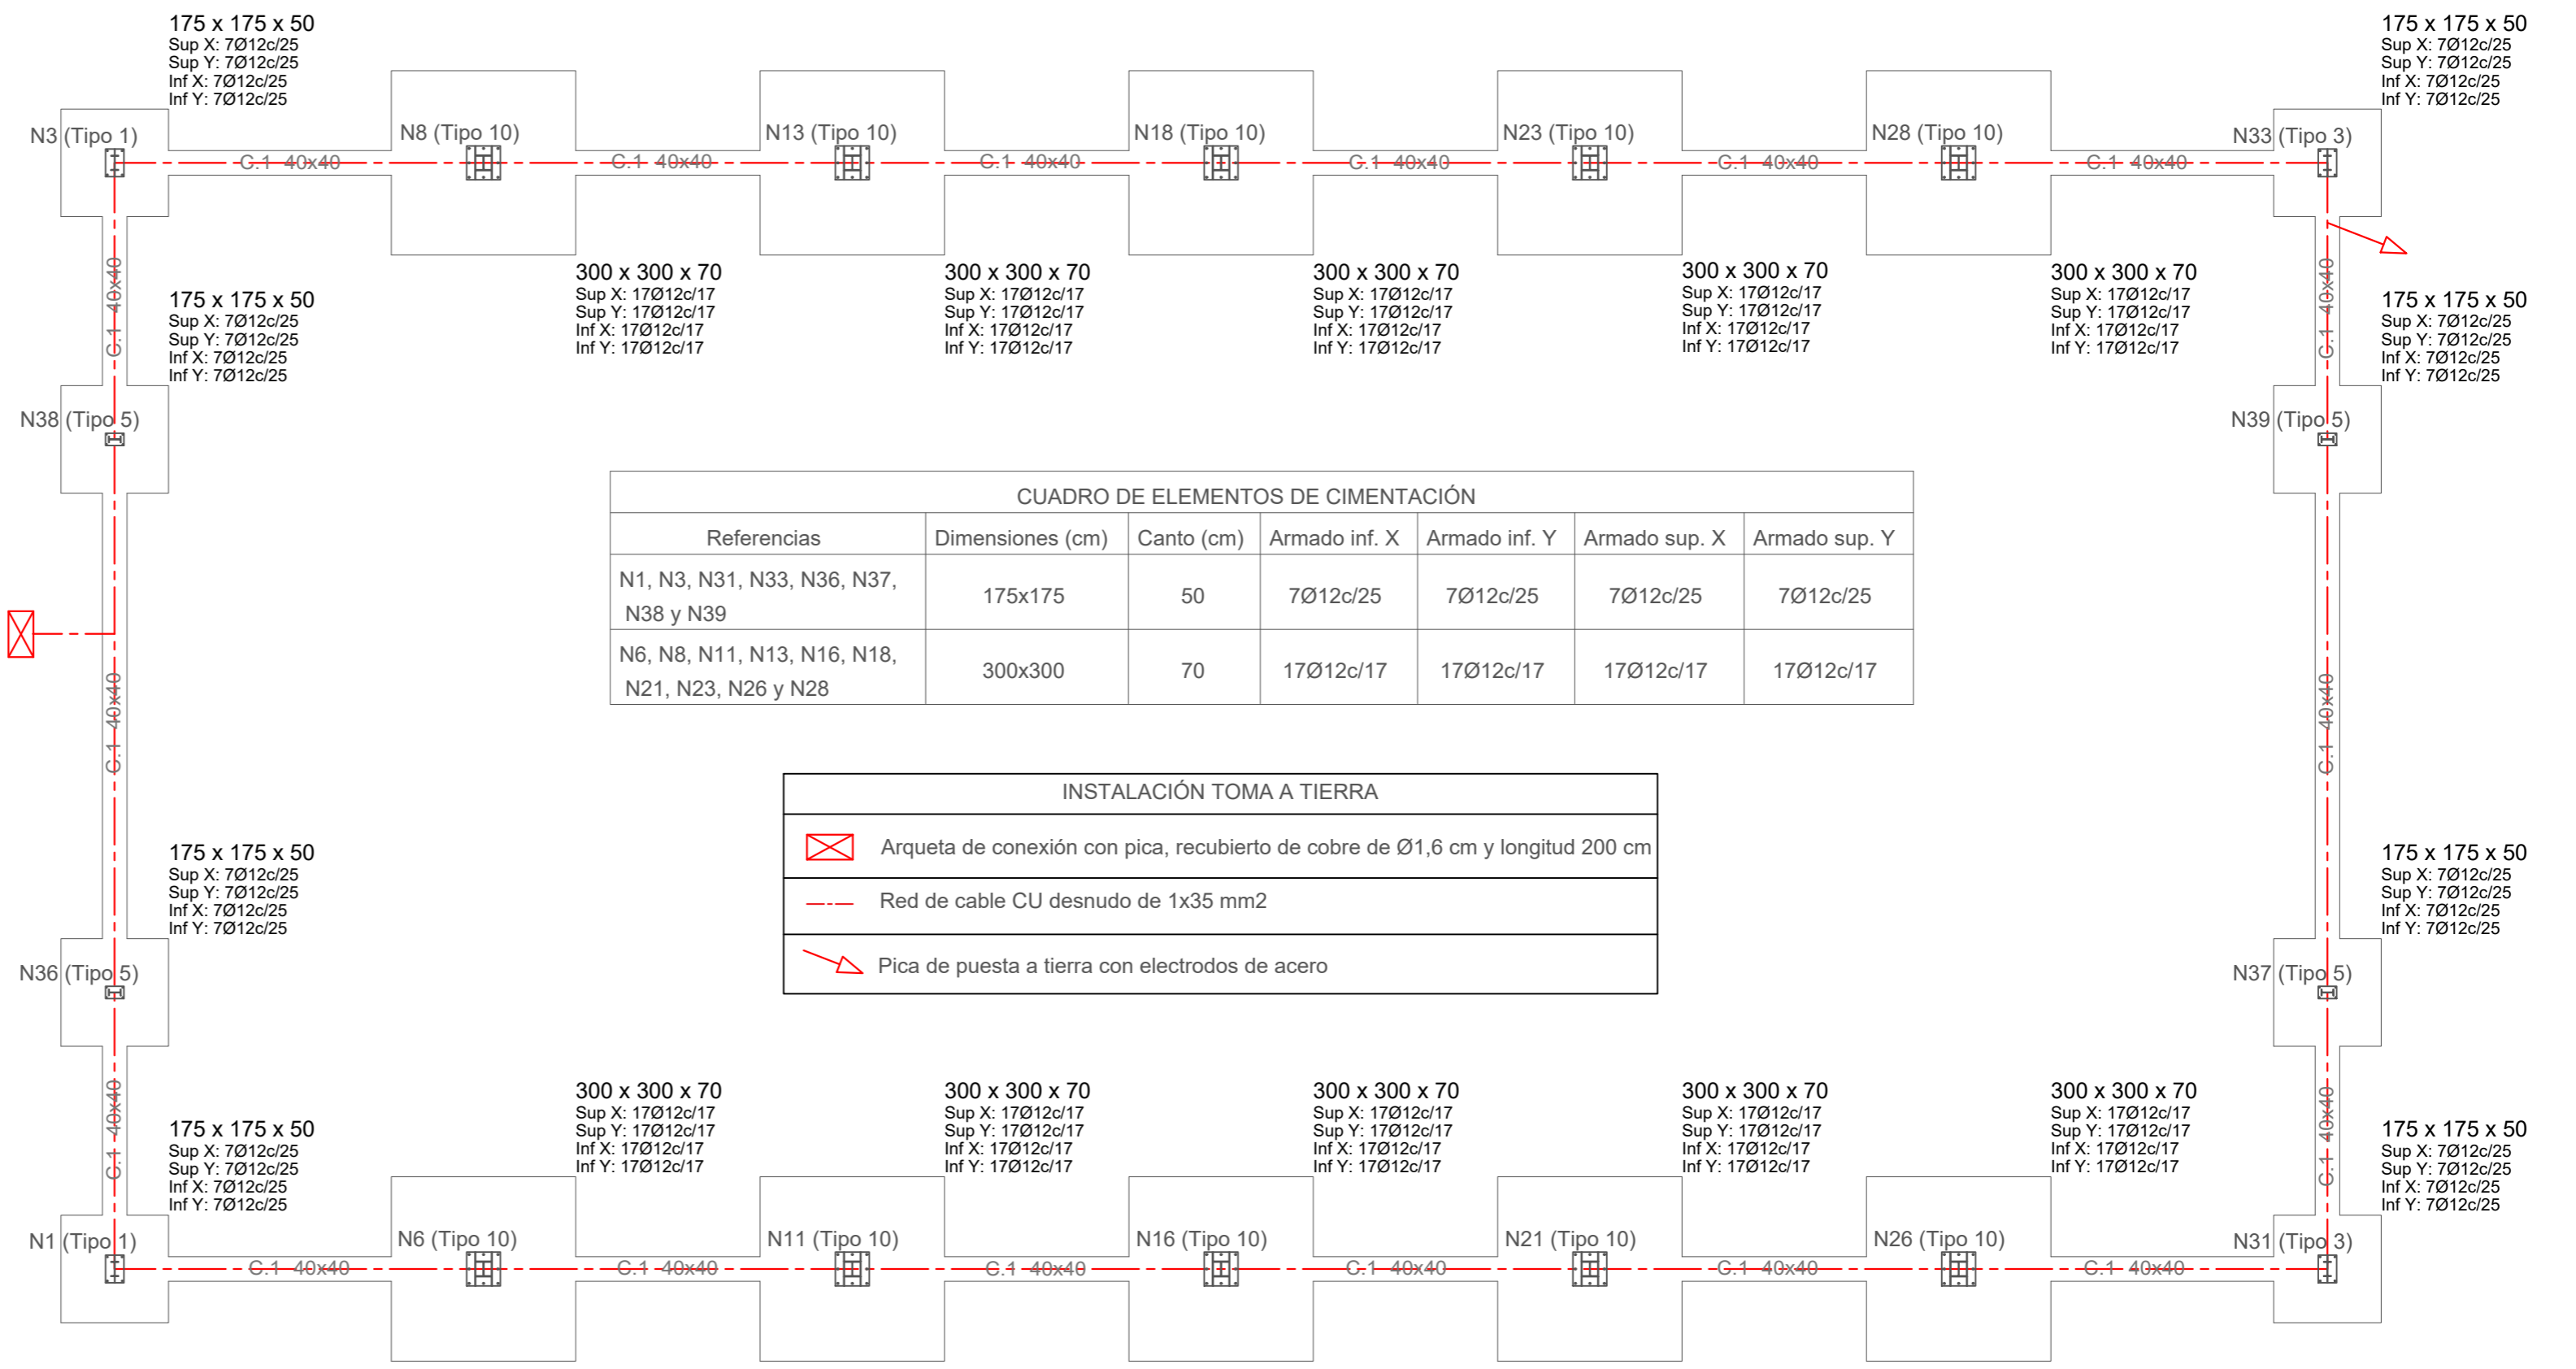 175 x 175 x 50
Sup X: 7Ø12c/25
Sup Y: 7Ø12c/25
Inf X: 7Ø12c/25
Inf Y: 7Ø12c/25
175 x 175 x 50
Sup X: 7Ø12c/25
Sup Y: 7Ø12c/25
Inf X: 7Ø12c/25
Inf Y: 7Ø12c/25
N3 (Tipo 1)
N8 (Tipo 10)
N13 (Tipo 10)
N18 (Tipo 10)
N23 (Tipo 10)
N28 (Tipo 10)
N33 (Tipo 3)
C.1 40x40
C.1 40x40
C.1 40x40
C.1 40x40
C.1 40x40
C.1 40x40
C.1 40x40
C.1 40x40
300 x 300 x 70
Sup X: 17Ø12c/17
Sup Y: 17Ø12c/17
Inf X: 17Ø12c/17
Inf Y: 17Ø12c/17
300 x 300 x 70
Sup X: 17Ø12c/17
Sup Y: 17Ø12c/17
Inf X: 17Ø12c/17
Inf Y: 17Ø12c/17
300 x 300 x 70
Sup X: 17Ø12c/17
Sup Y: 17Ø12c/17
Inf X: 17Ø12c/17
Inf Y: 17Ø12c/17
300 x 300 x 70
Sup X: 17Ø12c/17
Sup Y: 17Ø12c/17
Inf X: 17Ø12c/17
Inf Y: 17Ø12c/17
300 x 300 x 70
Sup X: 17Ø12c/17
Sup Y: 17Ø12c/17
Inf X: 17Ø12c/17
Inf Y: 17Ø12c/17
175 x 175 x 50
Sup X: 7Ø12c/25
Sup Y: 7Ø12c/25
Inf X: 7Ø12c/25
Inf Y: 7Ø12c/25
175 x 175 x 50
Sup X: 7Ø12c/25
Sup Y: 7Ø12c/25
Inf X: 7Ø12c/25
Inf Y: 7Ø12c/25
N38 (Tipo 5)
N39 (Tipo 5)
CUADRO DE ELEMENTOS DE CIMENTACIÓN
Referencias Dimensiones (cm) Canto (cm) Armado inf. X Armado inf. Y Armado sup. X Armado sup. Y
N1, N3, N31, N33, N36, N37,
N38 y N39 175x175 50 7Ø12c/25 7Ø12c/25 7Ø12c/25 7Ø12c/25
N6, N8, N11, N13, N16, N18,
N21, N23, N26 y N28 300x300 70 17Ø12c/17 17Ø12c/17 17Ø12c/17 17Ø12c/17
C.1 40x40
C.1 40x40
INSTALACIÓN TOMA A TIERRA
Arqueta de conexión con pica, recubierto de cobre de Ø1,6 cm y longitud 200 cm
Red de cable CU desnudo de 1x35 mm2
Pica de puesta a tierra con electrodos de acero
175 x 175 x 50
Sup X: 7Ø12c/25
Sup Y: 7Ø12c/25
Inf X: 7Ø12c/25
Inf Y: 7Ø12c/25
175 x 175 x 50
Sup X: 7Ø12c/25
Sup Y: 7Ø12c/25
Inf X: 7Ø12c/25
Inf Y: 7Ø12c/25
N36 (Tipo 5)
N37 (Tipo 5)
C.1 40x40
C.1 40x40
300 x 300 x 70
Sup X: 17Ø12c/17
Sup Y: 17Ø12c/17
Inf X: 17Ø12c/17
Inf Y: 17Ø12c/17
300 x 300 x 70
Sup X: 17Ø12c/17
Sup Y: 17Ø12c/17
Inf X: 17Ø12c/17
Inf Y: 17Ø12c/17
300 x 300 x 70
Sup X: 17Ø12c/17
Sup Y: 17Ø12c/17
Inf X: 17Ø12c/17
Inf Y: 17Ø12c/17
300 x 300 x 70
Sup X: 17Ø12c/17
Sup Y: 17Ø12c/17
Inf X: 17Ø12c/17
Inf Y: 17Ø12c/17
300 x 300 x 70
Sup X: 17Ø12c/17
Sup Y: 17Ø12c/17
Inf X: 17Ø12c/17
Inf Y: 17Ø12c/17
175 x 175 x 50
Sup X: 7Ø12c/25
Sup Y: 7Ø12c/25
Inf X: 7Ø12c/25
Inf Y: 7Ø12c/25
175 x 175 x 50
Sup X: 7Ø12c/25
Sup Y: 7Ø12c/25
Inf X: 7Ø12c/25
Inf Y: 7Ø12c/25
N1 (Tipo 1)
N6 (Tipo 10)
N11 (Tipo 10)
N16 (Tipo 10)
N21 (Tipo 10)
N26 (Tipo 10)
N31 (Tipo 3)
C.1 40x40
C.1 40x40
C.1 40x40
C.1 40x40
C.1 40x40
C.1 40x40